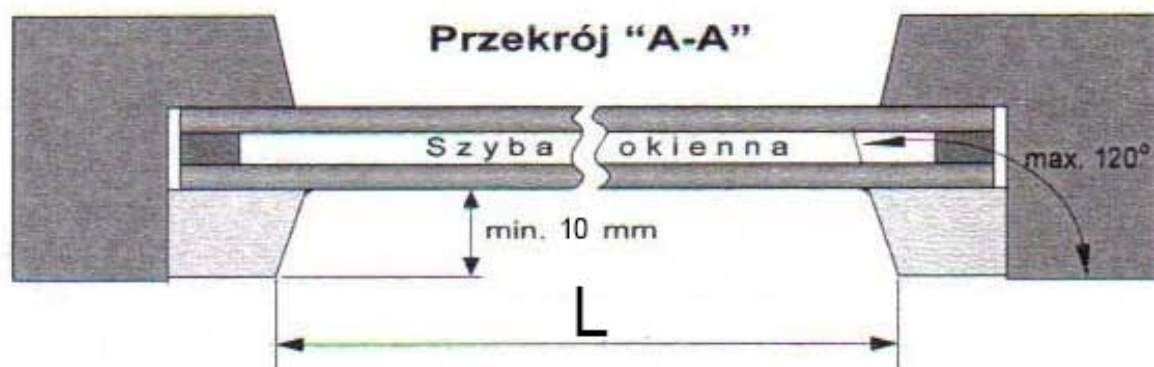 Przekrój “A-A”
Szyba okienna
max. 120°
min. 10 mm
L